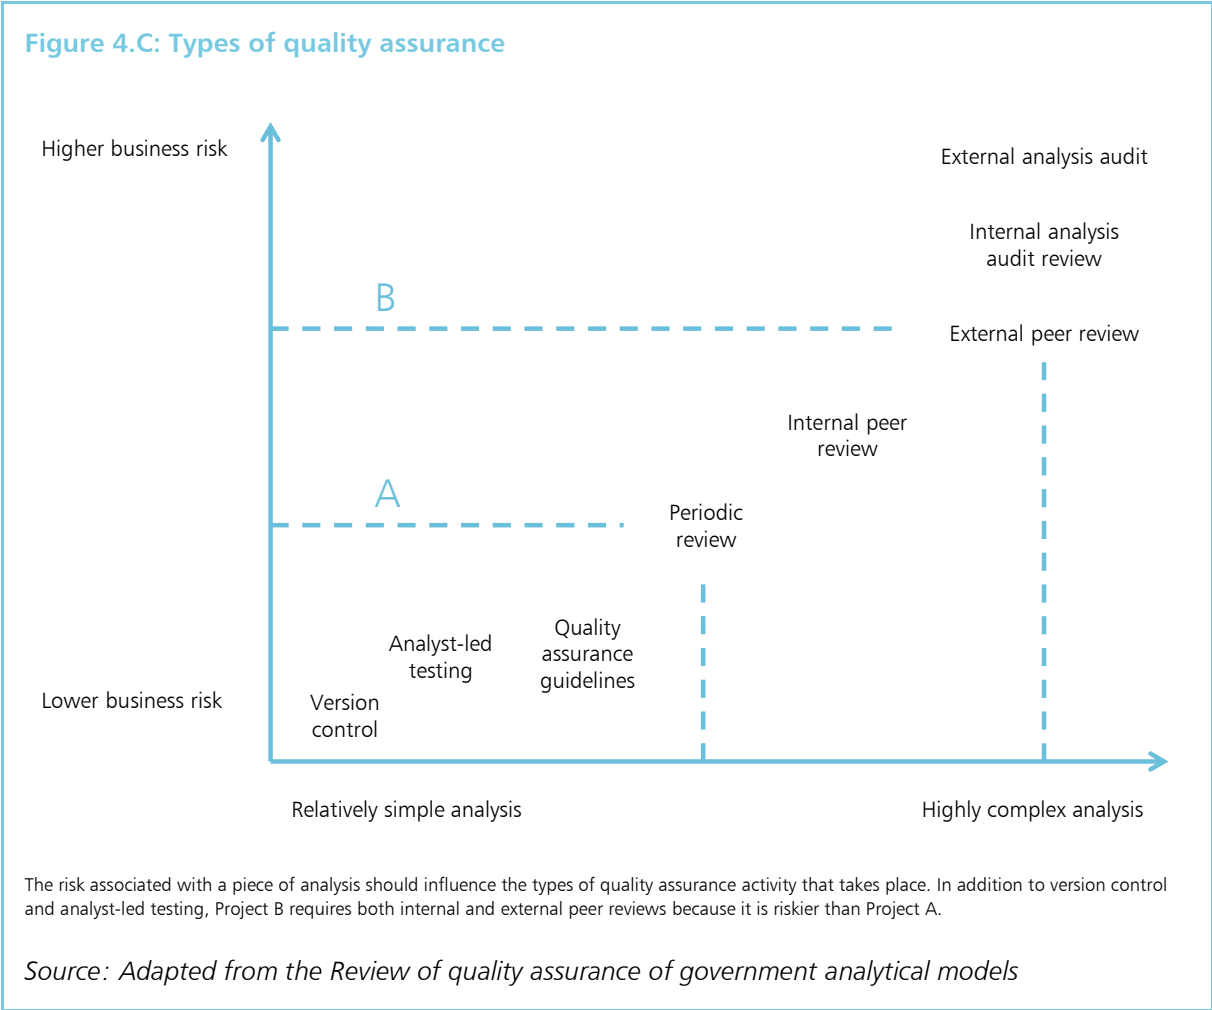 Figure 4.C: Types of quality assurance
Higher business risk
External analysis audit
Internal analysis
audit review
B
External peer review
Internal peer
review
A
Periodic
review
Quality
assurance
guidelines
Analyst-led
testing
Lower business risk
Version
control
Relatively simple analysis
Highly complex analysis
The risk associated with a piece of analysis should influence the types of quality assurance activity that takes place. In addition to version control
and analyst-led testing, Project B requires both internal and external peer reviews because it is riskier than Project A.
Source: Adapted from the Review of quality assurance of government analytical models